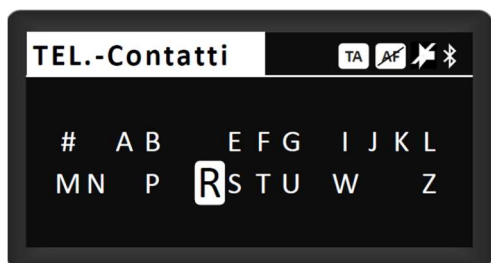 TEL.-Contatti TA AF
# A B E F G I J K L
M N P R S T U W Z